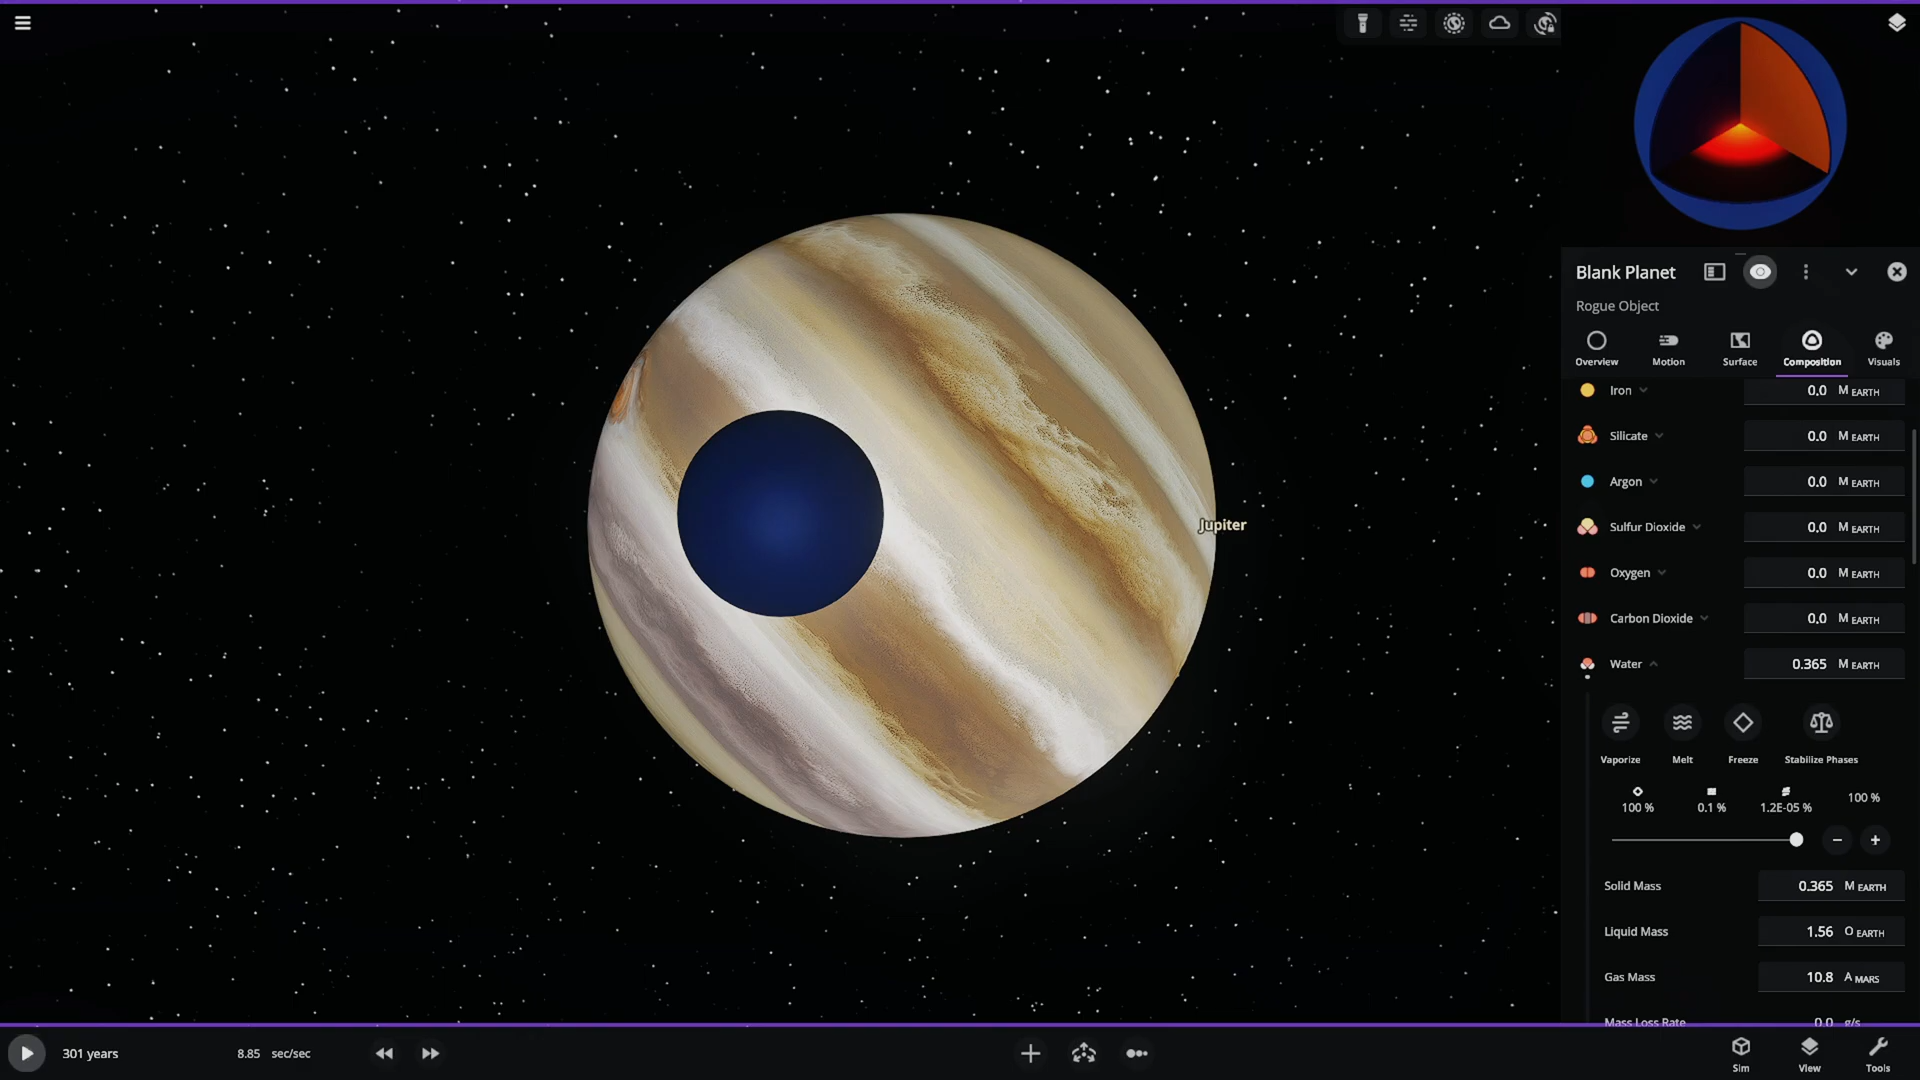 Blank Planet
Rogue Object
Overview Motion Surface Composition Visuals
Iron 0.0 M EARTH
Silicate 0.0 M EARTH
Argon 0.0 M EARTH
Jupiter
Sulfur Dioxide 0.0 M EARTH
Oxygen 0.0 M EARTH
Carbon Dioxide 0.0 M EARTH
Water 0.365 M EARTH
Vaporize Melt Freeze Stabilize Phases
100 % 0.1 % 1.2E-05 % 100 %
Solid Mass 0.365 M EARTH
Liquid Mass 1.56 O EARTH
Gas Mass 10.8 A MARS
Mass Loss Rate 0.0 g/s
301 years 8.85 sec/sec
Sim View Tools